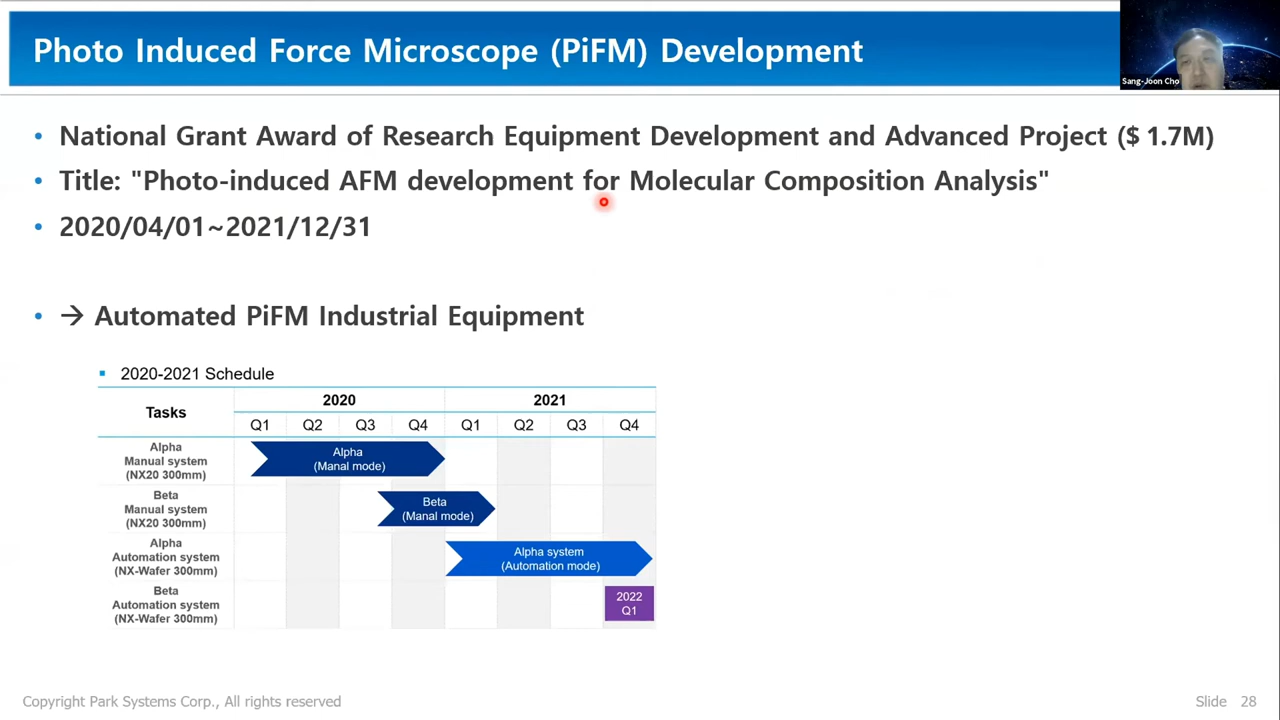 Photo Induced Force Microscope (PiFM) Development
Sang-Joon Cho
• National Grant Award of Research Equipment Development and Advanced Project ($ 1.7M)
• Title: "Photo-induced AFM development for Molecular Composition Analysis"
• 2020/04/01~2021/12/31
• → Automated PiFM Industrial Equipment
▪ 2020-2021 Schedule
Tasks
2020
2021
Q1 Q2 Q3 Q4 Q1 Q2 Q3 Q4
Alpha
Manual system
(NX20 300mm)
Alpha
(Manal mode)
Beta
Manual system
(NX20 300mm)
Beta
(Manal mode)
Alpha
Automation system
(NX-Wafer 300mm)
Alpha system
(Automation mode)
Beta
Automation system
(NX-Wafer 300mm)
2022
Q1
Copyright Park Systems Corp., All rights reserved
Slide 28